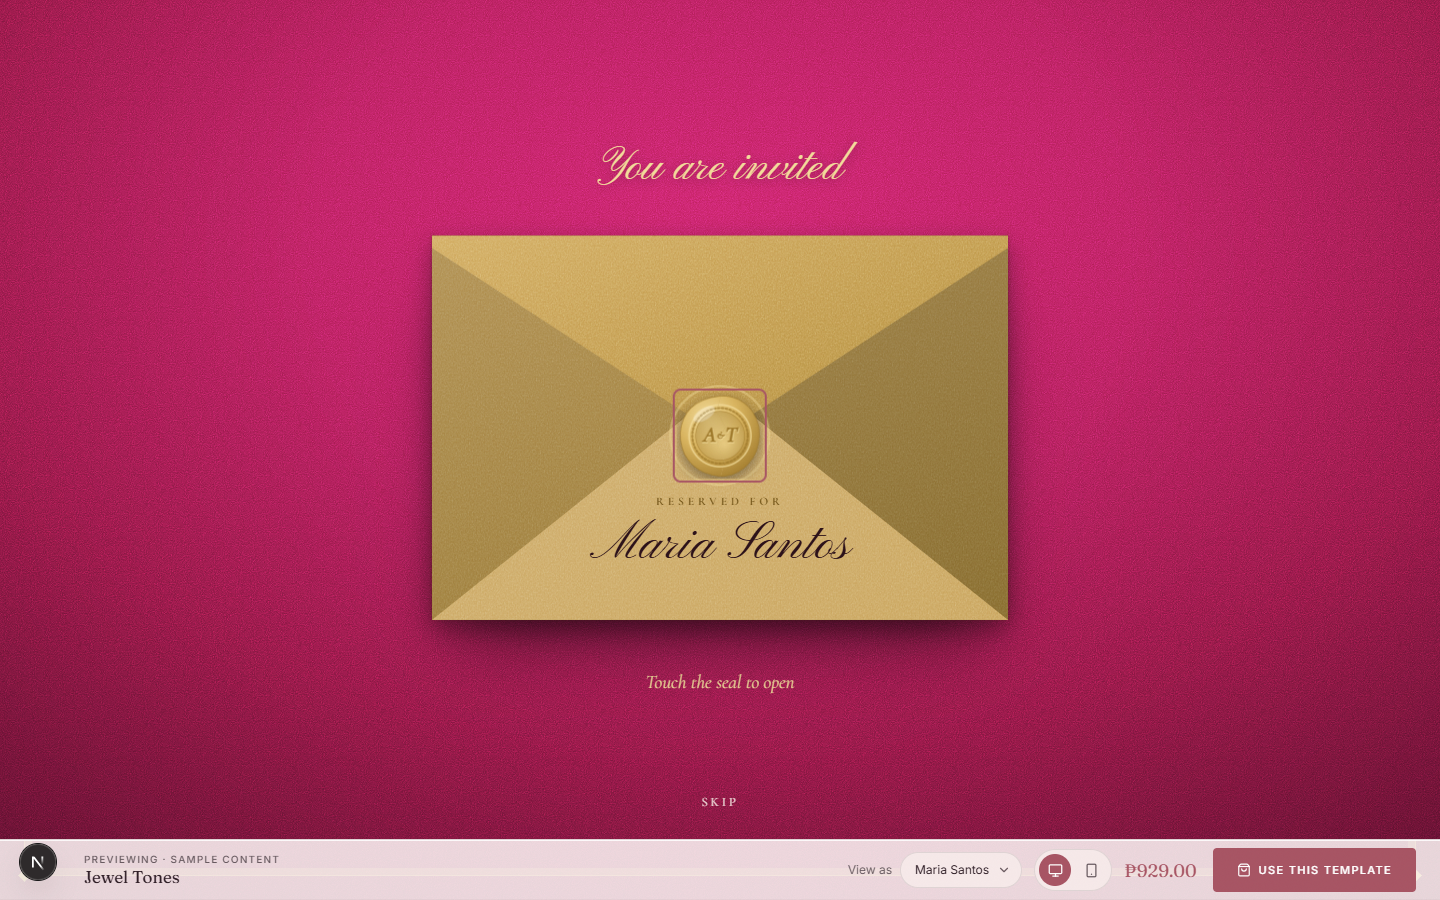 You are invited
A&T
RESERVED FOR
Maria Santos
Touch the seal to open
SKIP
N
PREVIEWING · SAMPLE CONTENT
Jewel Tones
View as
Maria Santos
₱929.00
USE THIS TEMPLATE